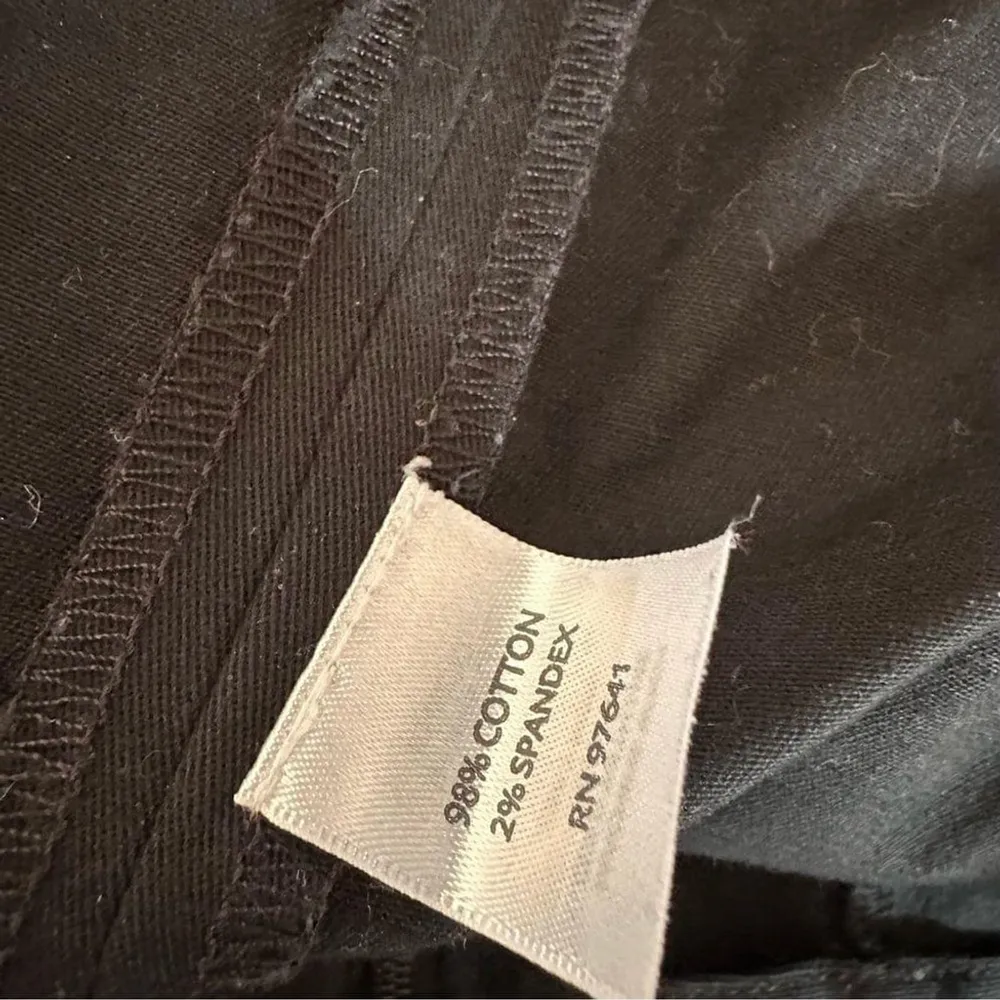 98% COTTON
2% SPANDEX
RN 97641